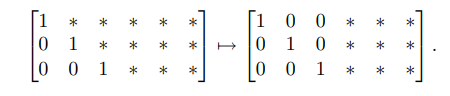 [1 * * * * *] [1 0 0 * * *]
[0 1 * * * *] ↦ [0 1 0 * * *] .
[0 0 1 * * *] [0 0 1 * * *]